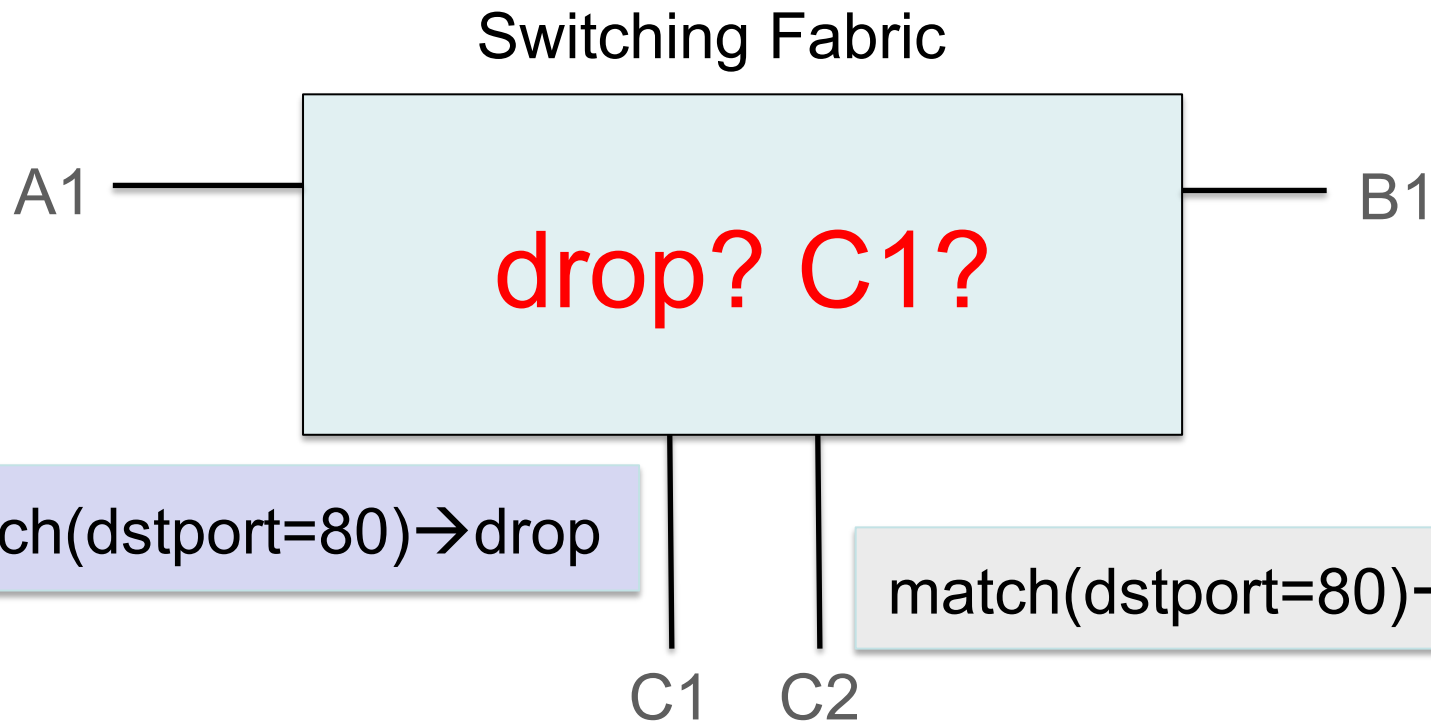 Switching Fabric
A1
B1
drop? C1?
ch(dstport=80)→drop
match(dstport=80)-
C1 C2